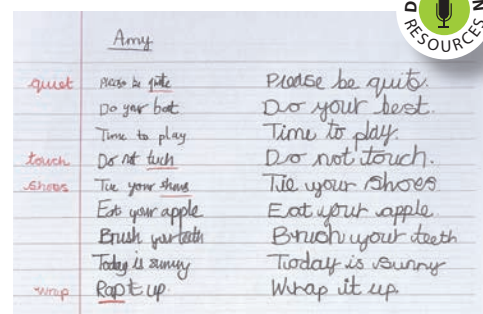 D N
RESOURCES
Amy
quiet Please be quite Please be quite.
Do your bet Do your best.
Time to play Time to play.
touch Do not tuch Do not touch.
shoes Tie your shous Tie your shoes
Eat your apple Eat your apple.
Brush your teeth Brush your teeth
Today is sunny Today is sunny
wrap Rap it up. Wrap it up.